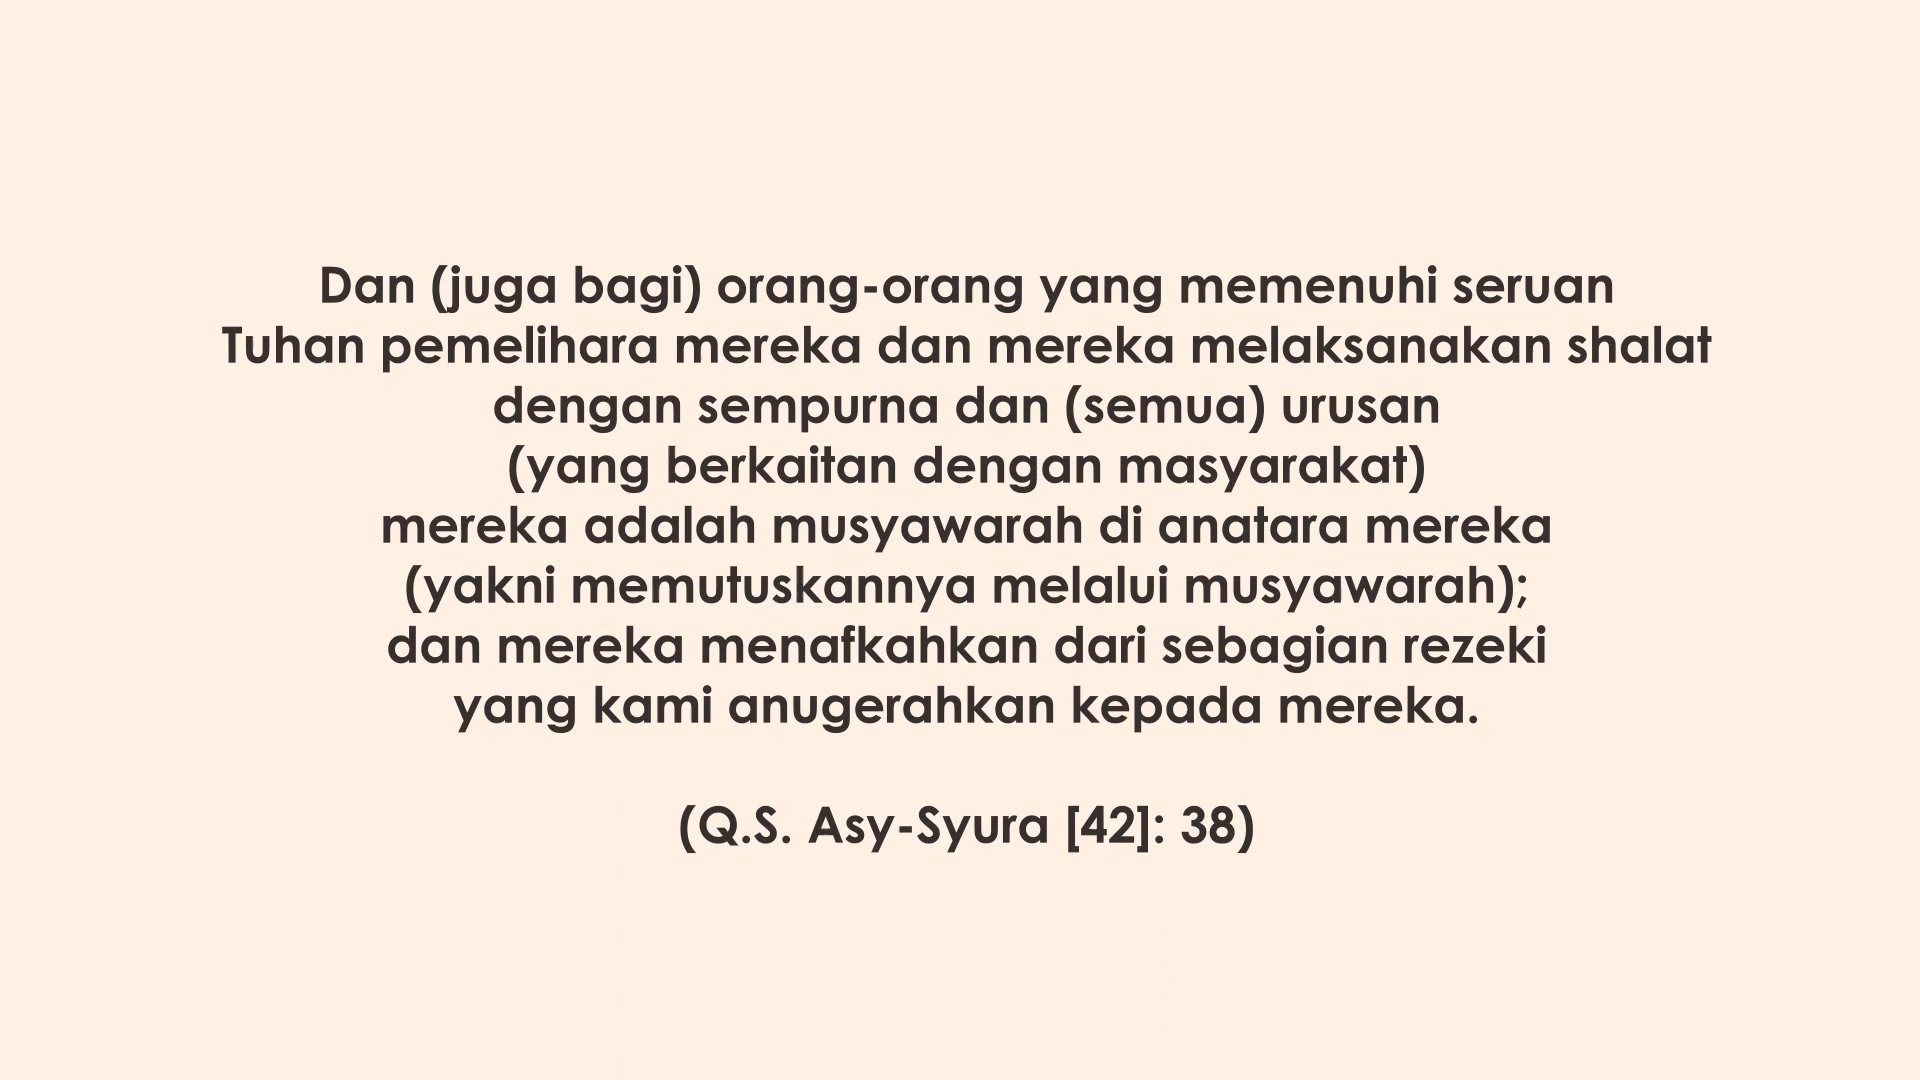 Dan (juga bagi) orang-orang yang memenuhi seruan
Tuhan pemelihara mereka dan mereka melaksanakan shalat
dengan sempurna dan (semua) urusan
(yang berkaitan dengan masyarakat)
mereka adalah musyawarah di anatara mereka
(yakni memutuskannya melalui musyawarah);
dan mereka menafkahkan dari sebagian rezeki
yang kami anugerahkan kepada mereka.
(Q.S. Asy-Syura [42]: 38)